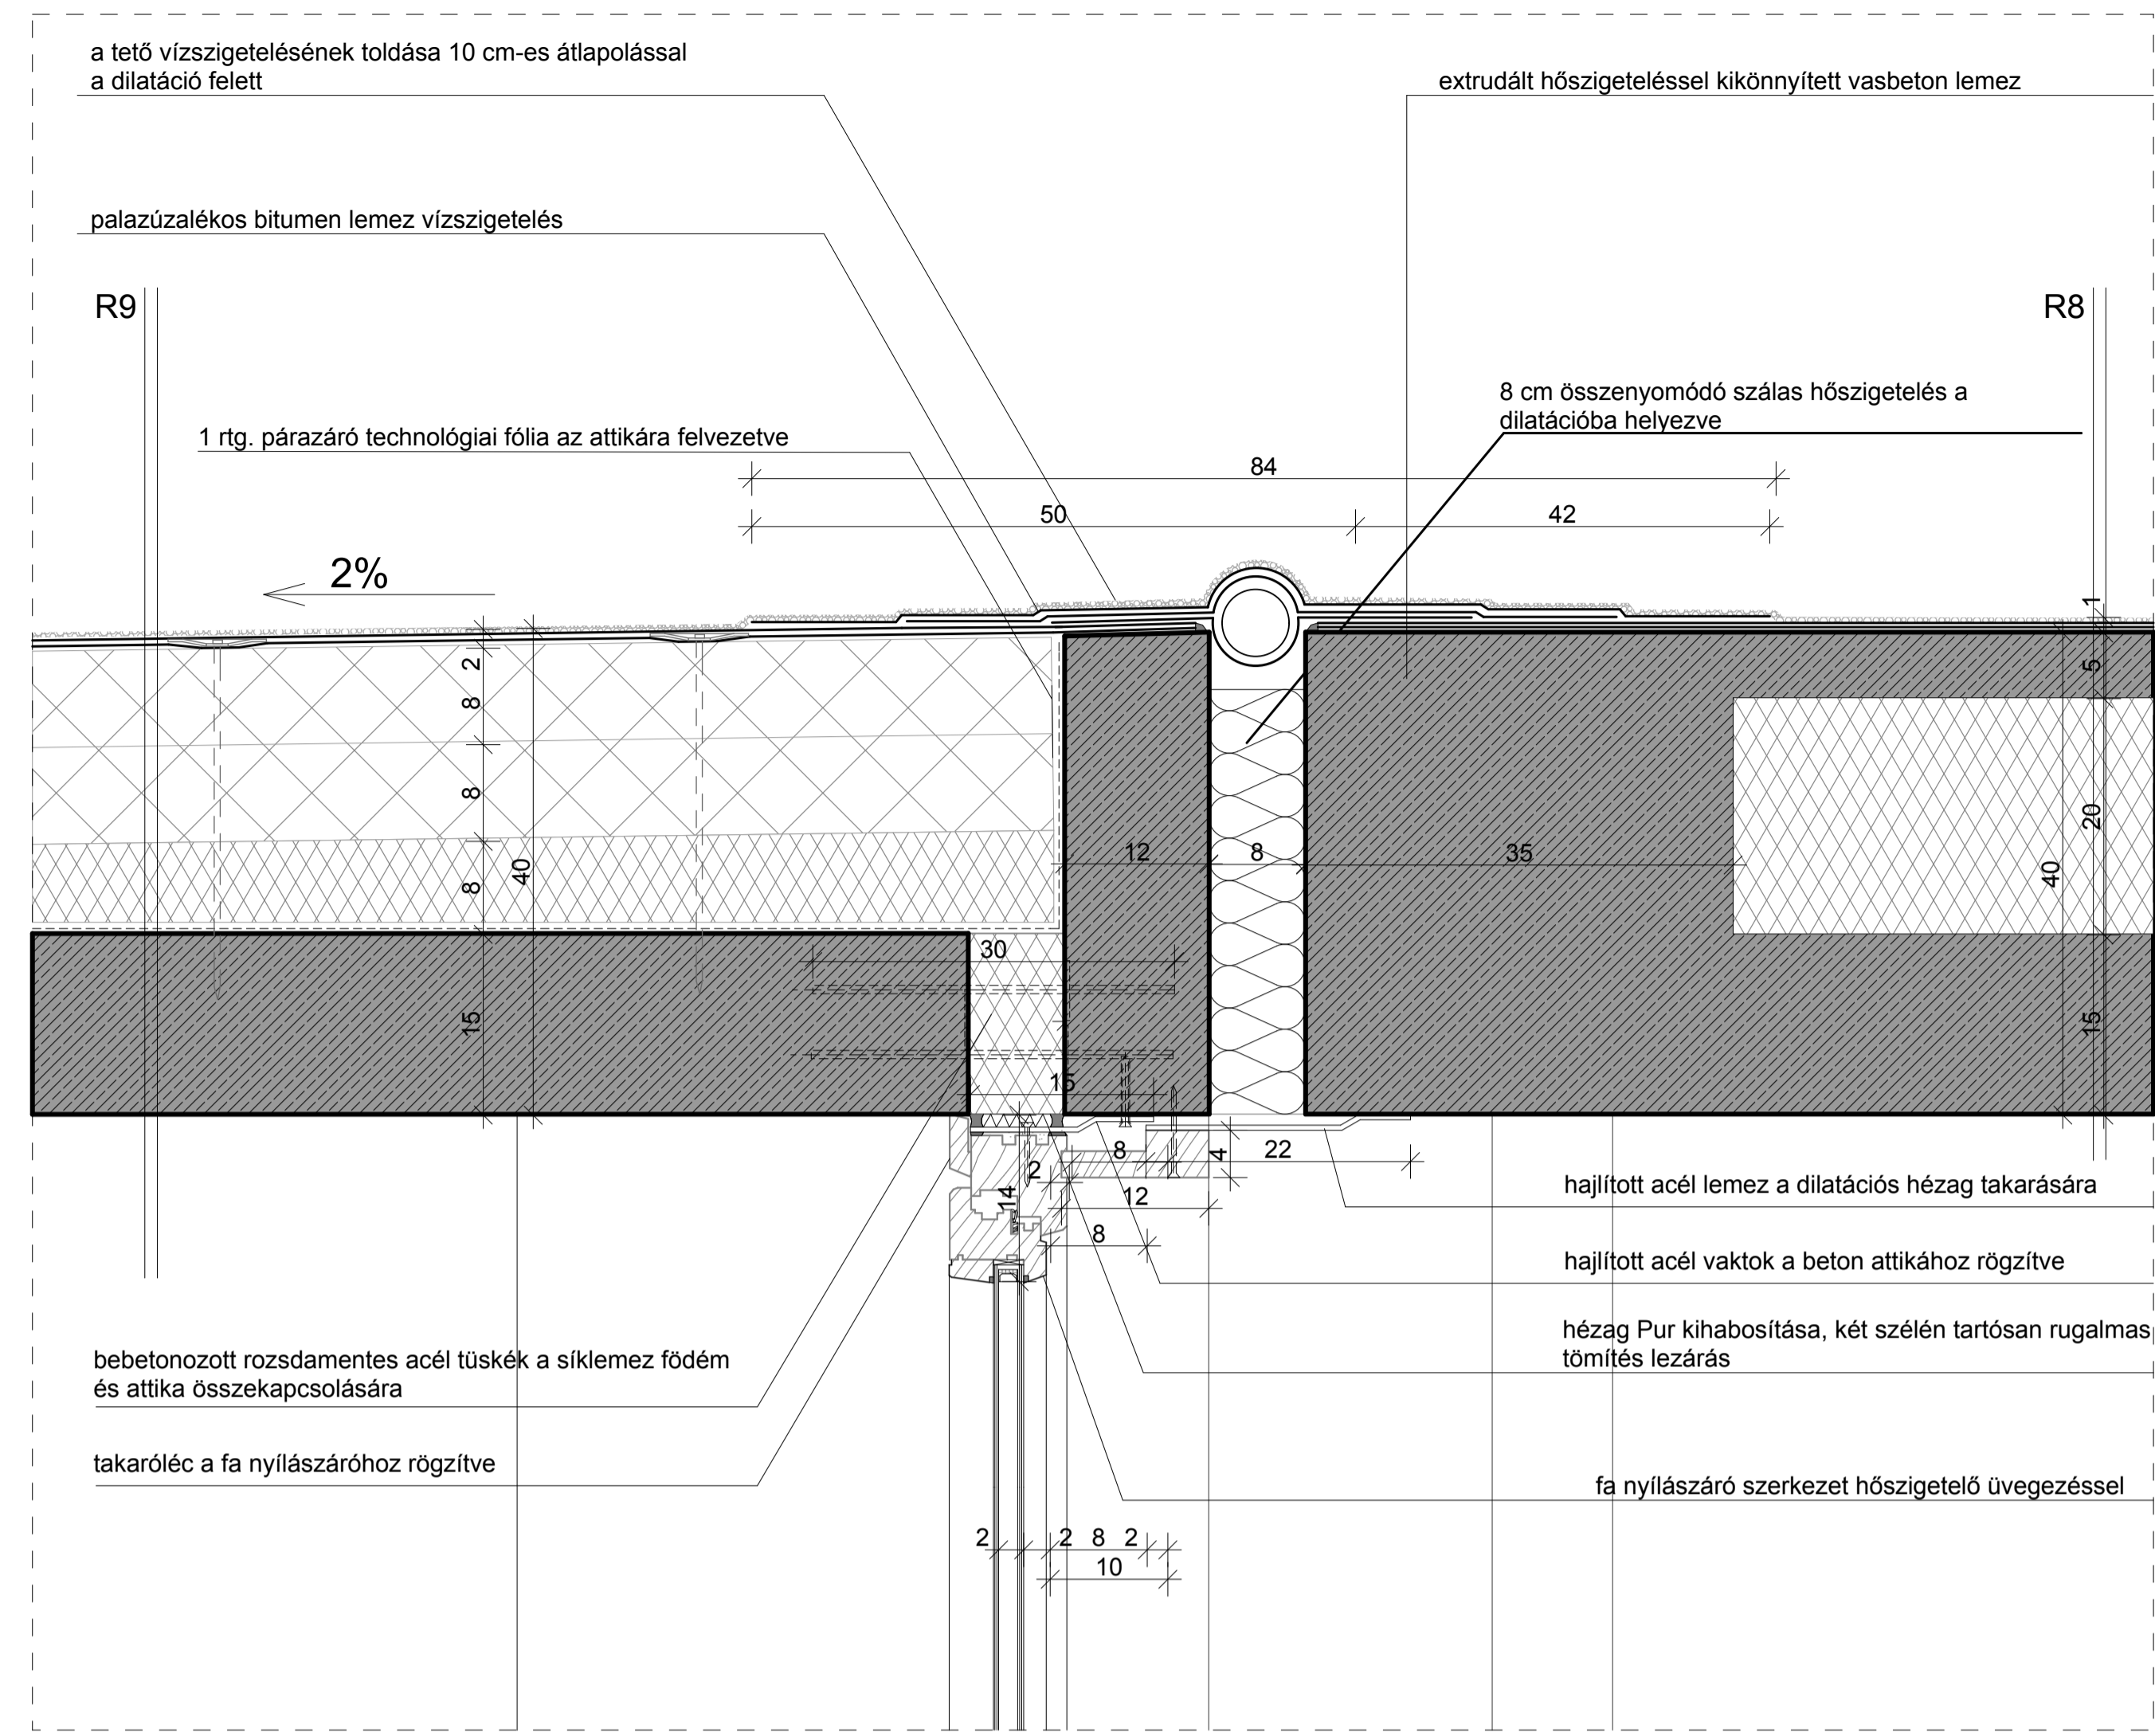 a tető vízszigetelésének toldása 10 cm-es átlapolással
a dilatáció felett
extrudált hőszigeteléssel kikönnyített vasbeton lemez
palazúzalékos bitumen lemez vízszigetelés
R9
R8
8 cm összenyomódó szálas hőszigetelés a
dilatációba helyezve
1 rtg. párazáró technológiai fólia az attikára felvezetve
84
50
42
2%
1
2
5
8
8
20
12
8
35
40
40
8
30
15
15
15
8
4
22
2
14
12
hajlított acél lemez a dilatációs hézag takarására
8
hajlított acél vaktok a beton attikához rögzítve
hézag Pur kihabosítása, két szélén tartósan rugalmas
tömítés lezárás
bebetonozott rozsdamentes acél tüskék a síklemez födém
és attika összekapcsolására
takaróléc a fa nyílászáróhoz rögzítve
fa nyílászáró szerkezet hőszigetelő üvegezéssel
2 2 8 2
10